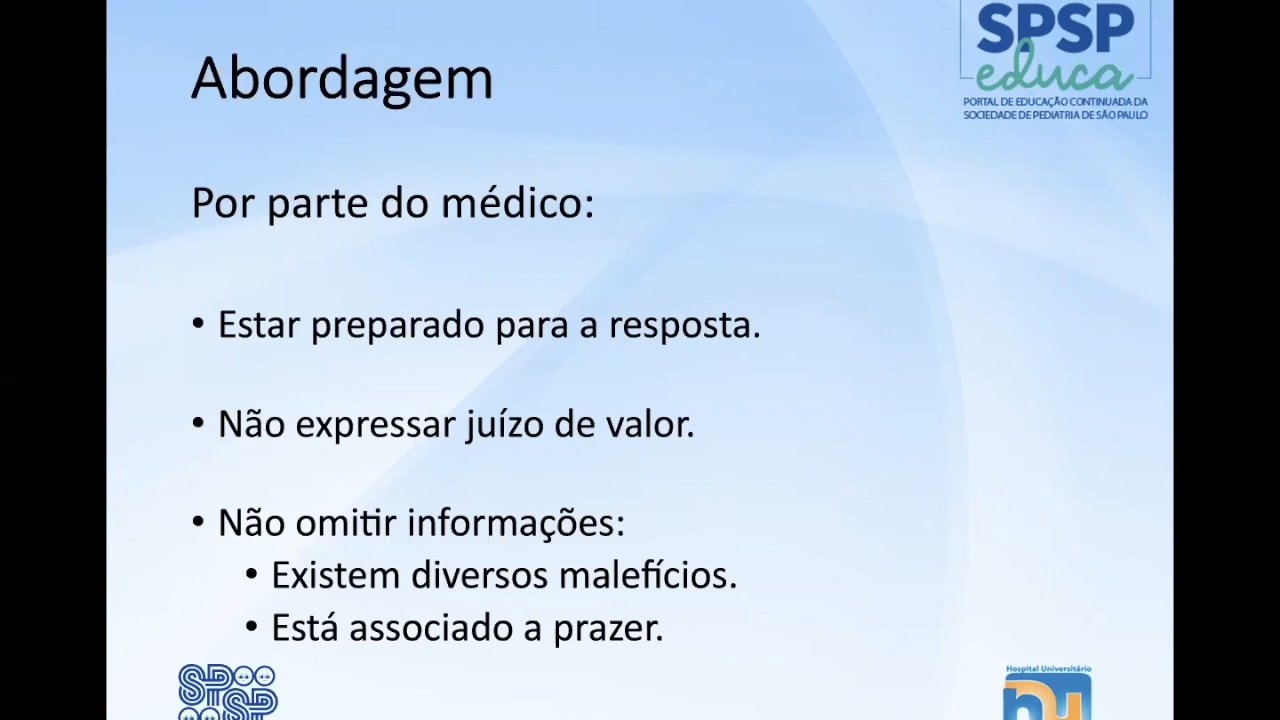 SPSP
educa
PORTAL DE EDUCAÇÃO CONTINUADA DA
SOCIEDADE DE PEDIATRIA DE SÃO PAULO
Abordagem
Por parte do médico:
• Estar preparado para a resposta.
• Não expressar juízo de valor.
• Não omitir informações:
• Existem diversos malefícios.
• Está associado a prazer.
SPSP
Hospital Universitário
hu